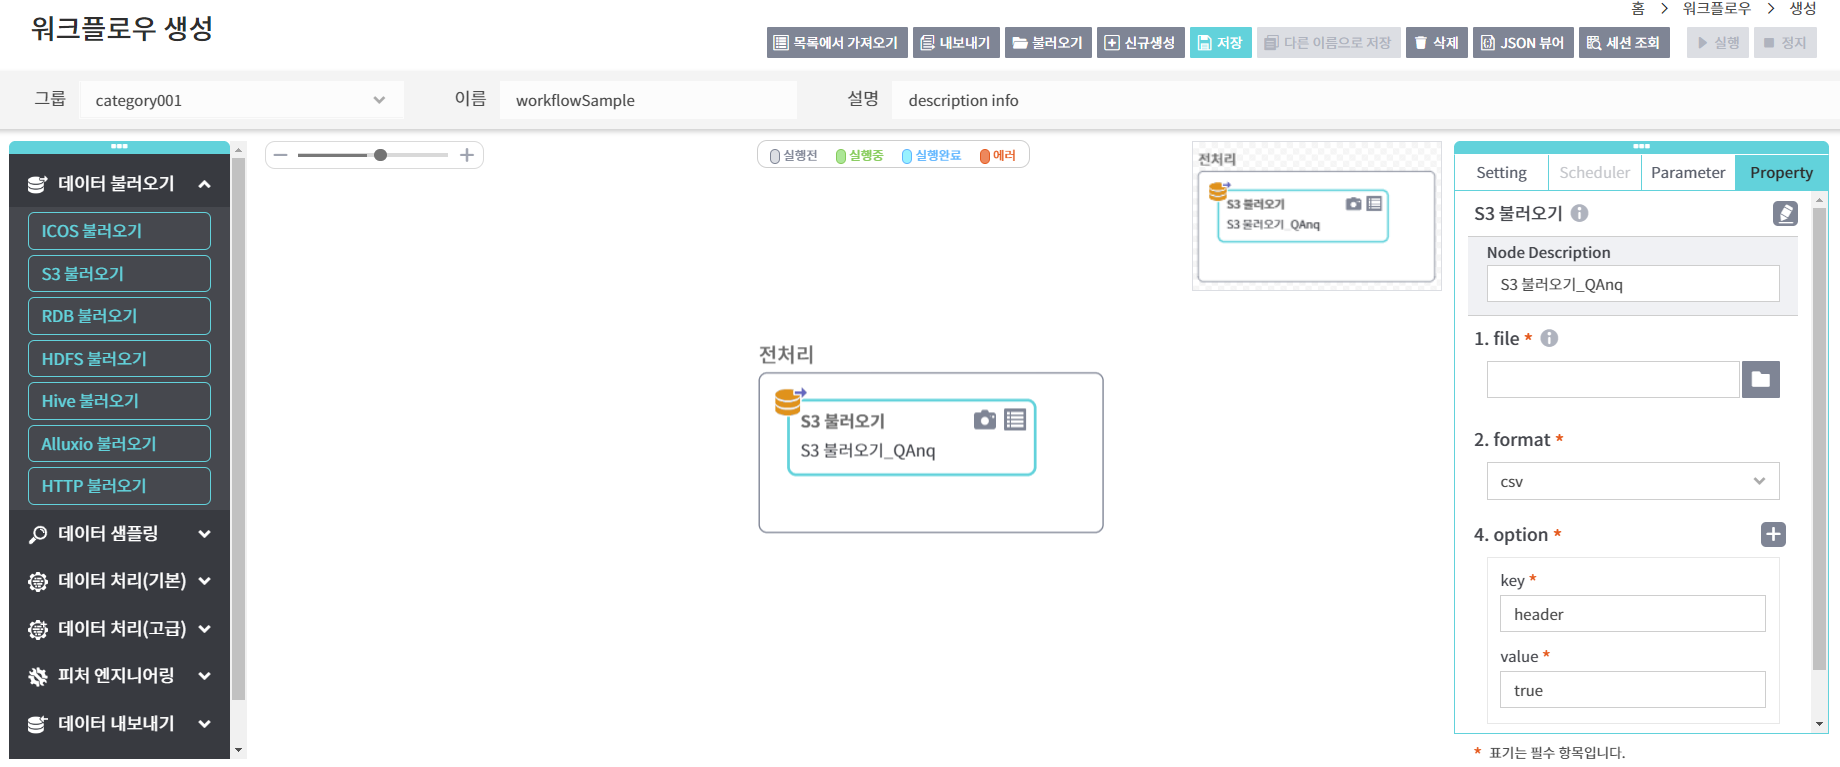 홈 > 워크플로우 > 생성
워크플로우 생성
목록에서 가져오기 내보내기 불러오기 신규생성 저장 다른 이름으로 저장 삭제 JSON 뷰어 세션 조회 실행 정지
그룹 category001 이름 workflowSample 설명 description info
데이터 불러오기
ICOS 불러오기
S3 불러오기
RDB 불러오기
HDFS 불러오기
Hive 불러오기
Alluxio 불러오기
HTTP 불러오기
데이터 샘플링
데이터 처리(기본)
데이터 처리(고급)
피처 엔지니어링
데이터 내보내기
실행전 실행중 실행완료 에러
전처리
S3 불러오기
S3 불러오기_QAnq
전처리
S3 불러오기
S3 불러오기_QAnq
Setting Scheduler Parameter Property
S3 불러오기
Node Description
S3 불러오기_QAnq
1. file *
2. format *
csv
4. option *
key *
header
value *
true
* 표기는 필수 항목입니다.